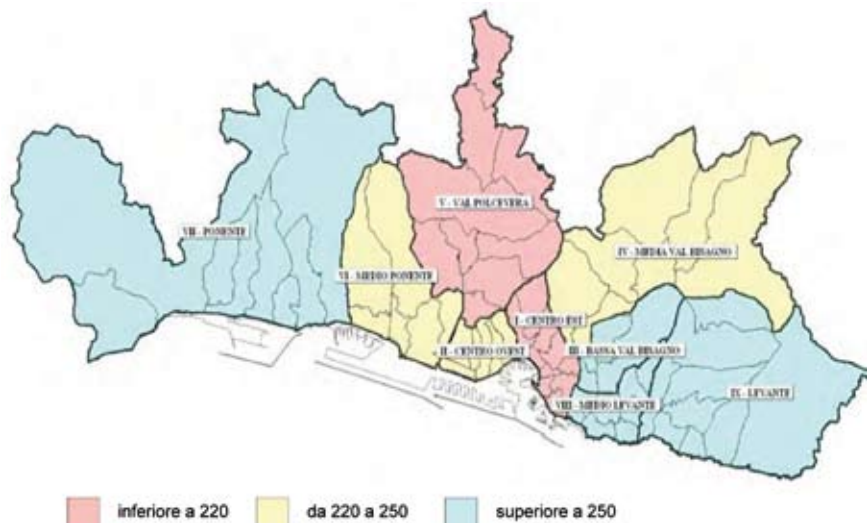 V - VAL POLCEVERA
VII - PONENTE
IV - MEDIA VAL BISAGNO
VI - MEDIO PONENTE
I - CENTRO EST
II - CENTRO OVEST
III - BASSA VAL BISAGNO
IX - LEVANTE
VIII - MEDIO LEVANTE
inferiore a 220
da 220 a 250
superiore a 250